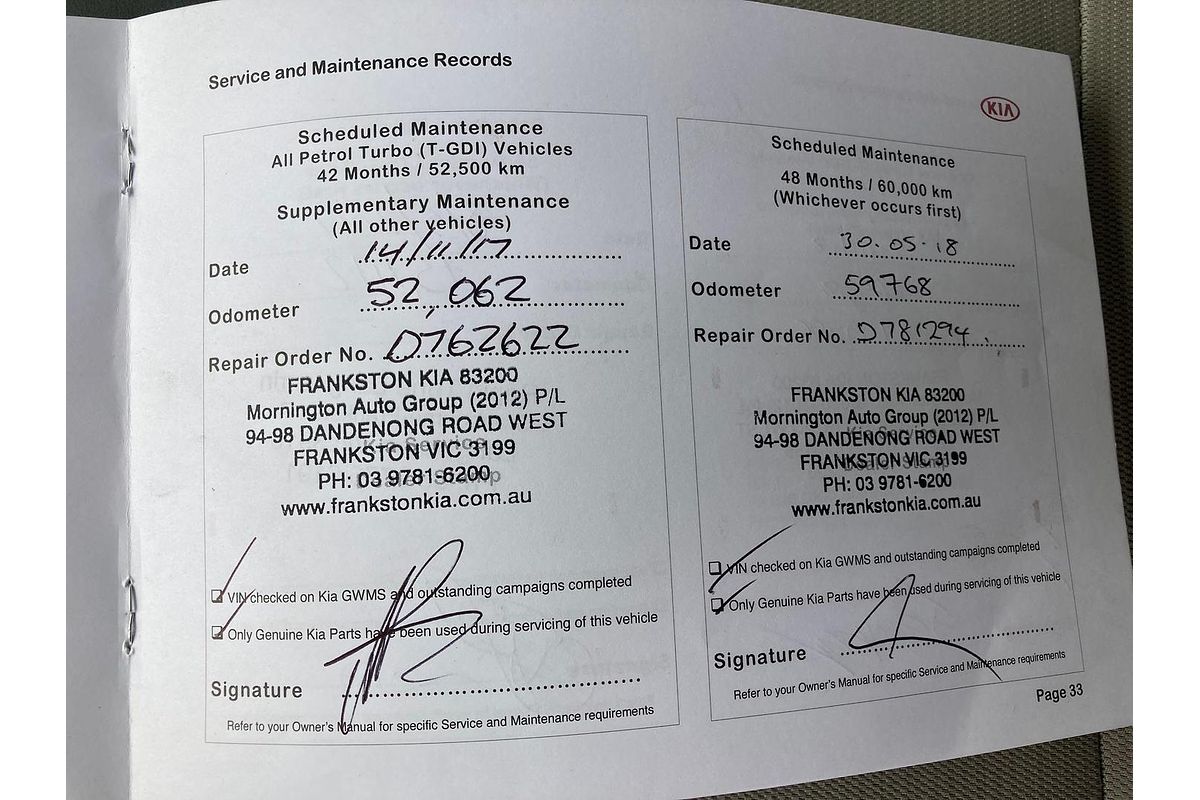 Service and Maintenance Records
KIA
Scheduled Maintenance
All Petrol Turbo (T-GDI) Vehicles
42 Months / 52,500 km
Supplementary Maintenance
(All other vehicles)
Date 14/11/17
Odometer 52,062
Repair Order No. D762622
FRANKSTON KIA 83200
Mornington Auto Group (2012) P/L
94-98 DANDENONG ROAD WEST
Kia Service
FRANKSTON VIC 3199
Dealer Stamp
PH: 03 9781-6200
www.frankstonkia.com.au
VIN checked on Kia GWMS and outstanding campaigns completed
Only Genuine Kia Parts have been used during servicing of this vehicle
Signature
Refer to your Owner's Manual for specific Service and Maintenance requirements
Scheduled Maintenance
48 Months / 60,000 km
(Whichever occurs first)
Date 30.05.18
Odometer 59768
Repair Order No. D781294.
FRANKSTON KIA 83200
Mornington Auto Group (2012) P/L
Kia Service
94-98 DANDENONG ROAD WEST
Dealer Stamp
FRANKSTON VIC 3199
PH: 03 9781-6200
www.frankstonkia.com.au
VIN checked on Kia GWMS and outstanding campaigns completed
Only Genuine Kia Parts have been used during servicing of this vehicle
Signature
Refer to your Owner's Manual for specific Service and Maintenance requirements
Page 33